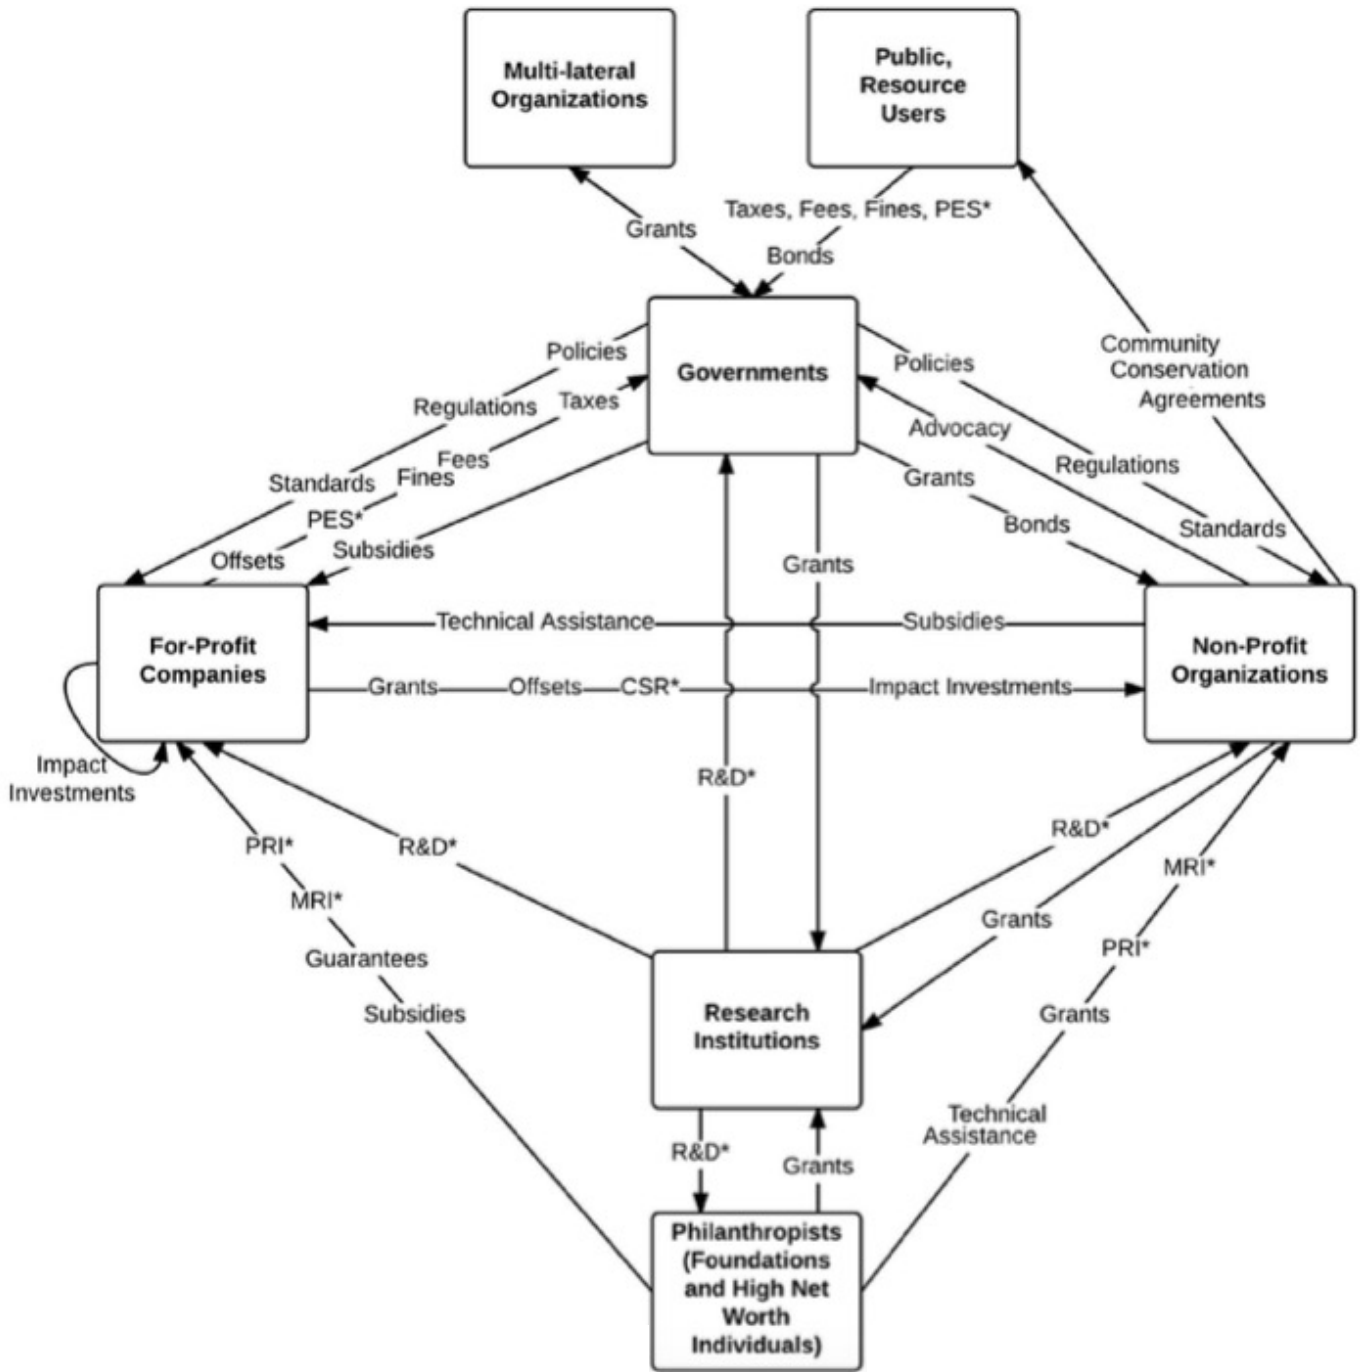 Multi-lateral
Organizations
Public,
Resource
Users
Taxes, Fees, Fines, PES*
Grants
Bonds
Governments
Policies
Regulations
Standards
Taxes
Fees
Fines
PES*
Offsets
Subsidies
Policies
Regulations
Standards
Advocacy
Grants
Bonds
Community
Conservation
Agreements
Grants
For-Profit
Companies
Technical Assistance
Subsidies
Non-Profit
Organizations
Grants
Offsets
CSR*
Impact Investments
Impact
Investments
R&D*
PRI*
MRI*
Guarantees
Subsidies
R&D*
R&D*
Grants
MRI*
PRI*
Grants
Technical
Assistance
Research
Institutions
R&D*
Grants
Philanthropists
(Foundations
and High Net
Worth
Individuals)